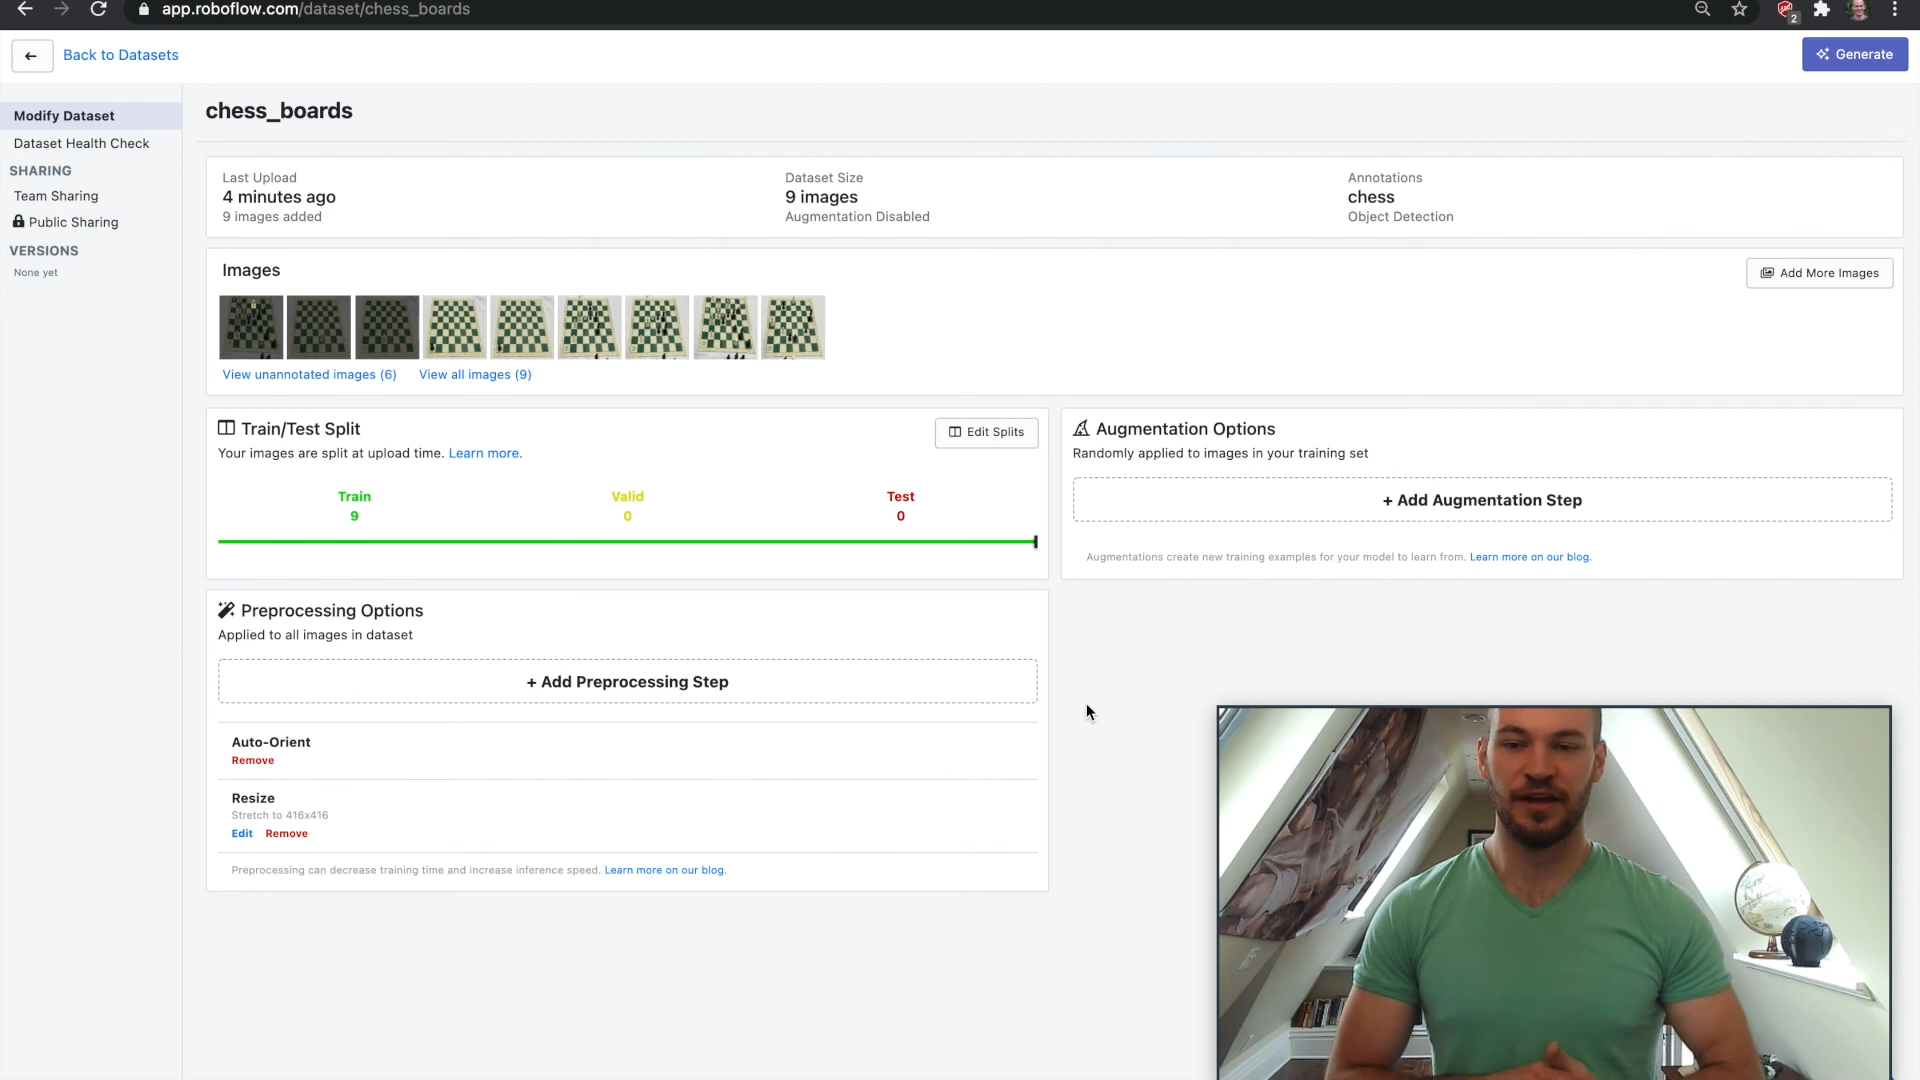 app.roboflow.com/dataset/chess_boards
2
Back to Datasets
Generate
Modify Dataset
Dataset Health Check
SHARING
Team Sharing
Public Sharing
VERSIONS
None yet
chess_boards
Last Upload
4 minutes ago
9 images added
Dataset Size
9 images
Augmentation Disabled
Annotations
chess
Object Detection
Images
Add More Images
View unannotated images (6)
View all images (9)
Train/Test Split
Edit Splits
Your images are split at upload time. Learn more.
Train
9
Valid
0
Test
0
Augmentation Options
Randomly applied to images in your training set
+ Add Augmentation Step
Augmentations create new training examples for your model to learn from. Learn more on our blog.
Preprocessing Options
Applied to all images in dataset
+ Add Preprocessing Step
Auto-Orient
Remove
Resize
Stretch to 416x416
Edit Remove
Preprocessing can decrease training time and increase inference speed. Learn more on our blog.